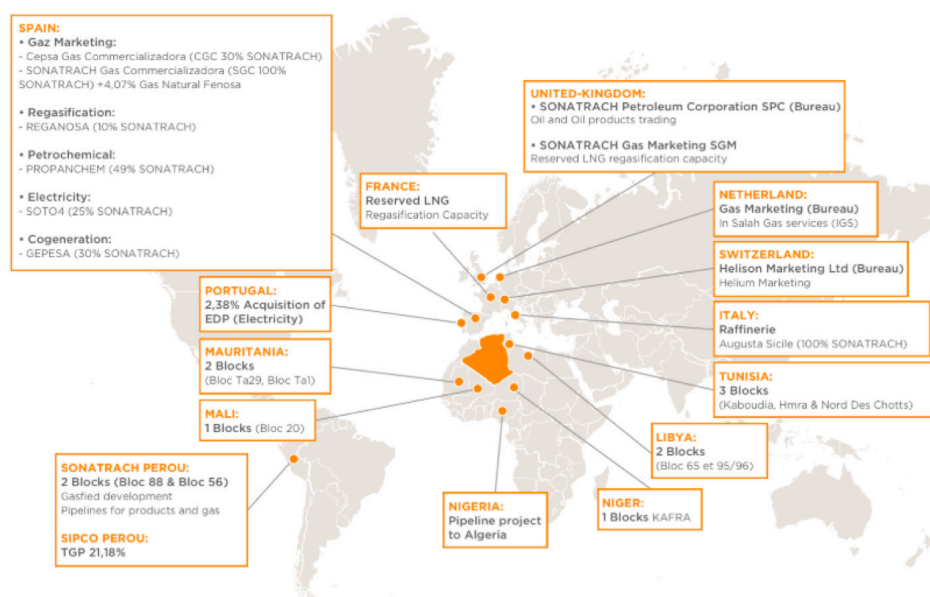 SPAIN:
• Gaz Marketing:
- Cepsa Gas Commercializadora (CGC 30% SONATRACH)
- SONATRACH Gas Commercializadora (SGC 100%
SONATRACH) +4,07% Gas Natural Fenosa
• Regasification:
- REGANOSA (10% SONATRACH)
• Petrochemical:
- PROPANCHEM (49% SONATRACH)
• Electricity:
- SOTO4 (25% SONATRACH)
• Cogeneration:
- GEPESA (30% SONATRACH)
UNITED-KINGDOM:
• SONATRACH Petroleum Corporation SPC (Bureau)
Oil and Oil products trading
• SONATRACH Gas Marketing SGM
Reserved LNG regasification capacity
FRANCE:
Reserved LNG
Regasification Capacity
NETHERLAND:
Gas Marketing (Bureau)
In Salah Gas services (IGS)
SWITZERLAND:
Helison Marketing Ltd (Bureau)
Helium Marketing
PORTUGAL:
2,38% Acquisition of
EDP (Electricity)
ITALY:
Raffinerie
Augusta Sicile (100% SONATRACH)
MAURITANIA:
2 Blocks
(Bloc Ta29, Bloc Ta1)
TUNISIA:
3 Blocks
(Kaboudia, Hmra & Nord Des Chotts)
MALI:
1 Blocks (Bloc 20)
LIBYA:
2 Blocks
(Bloc 65 et 95/96)
SONATRACH PEROU:
2 Blocks (Bloc 88 & Bloc 56)
Gasfied development
Pipelines for products and gas
SIPCO PEROU:
TGP 21,18%
NIGERIA:
Pipeline project
to Algeria
NIGER:
1 Blocks KAFRA